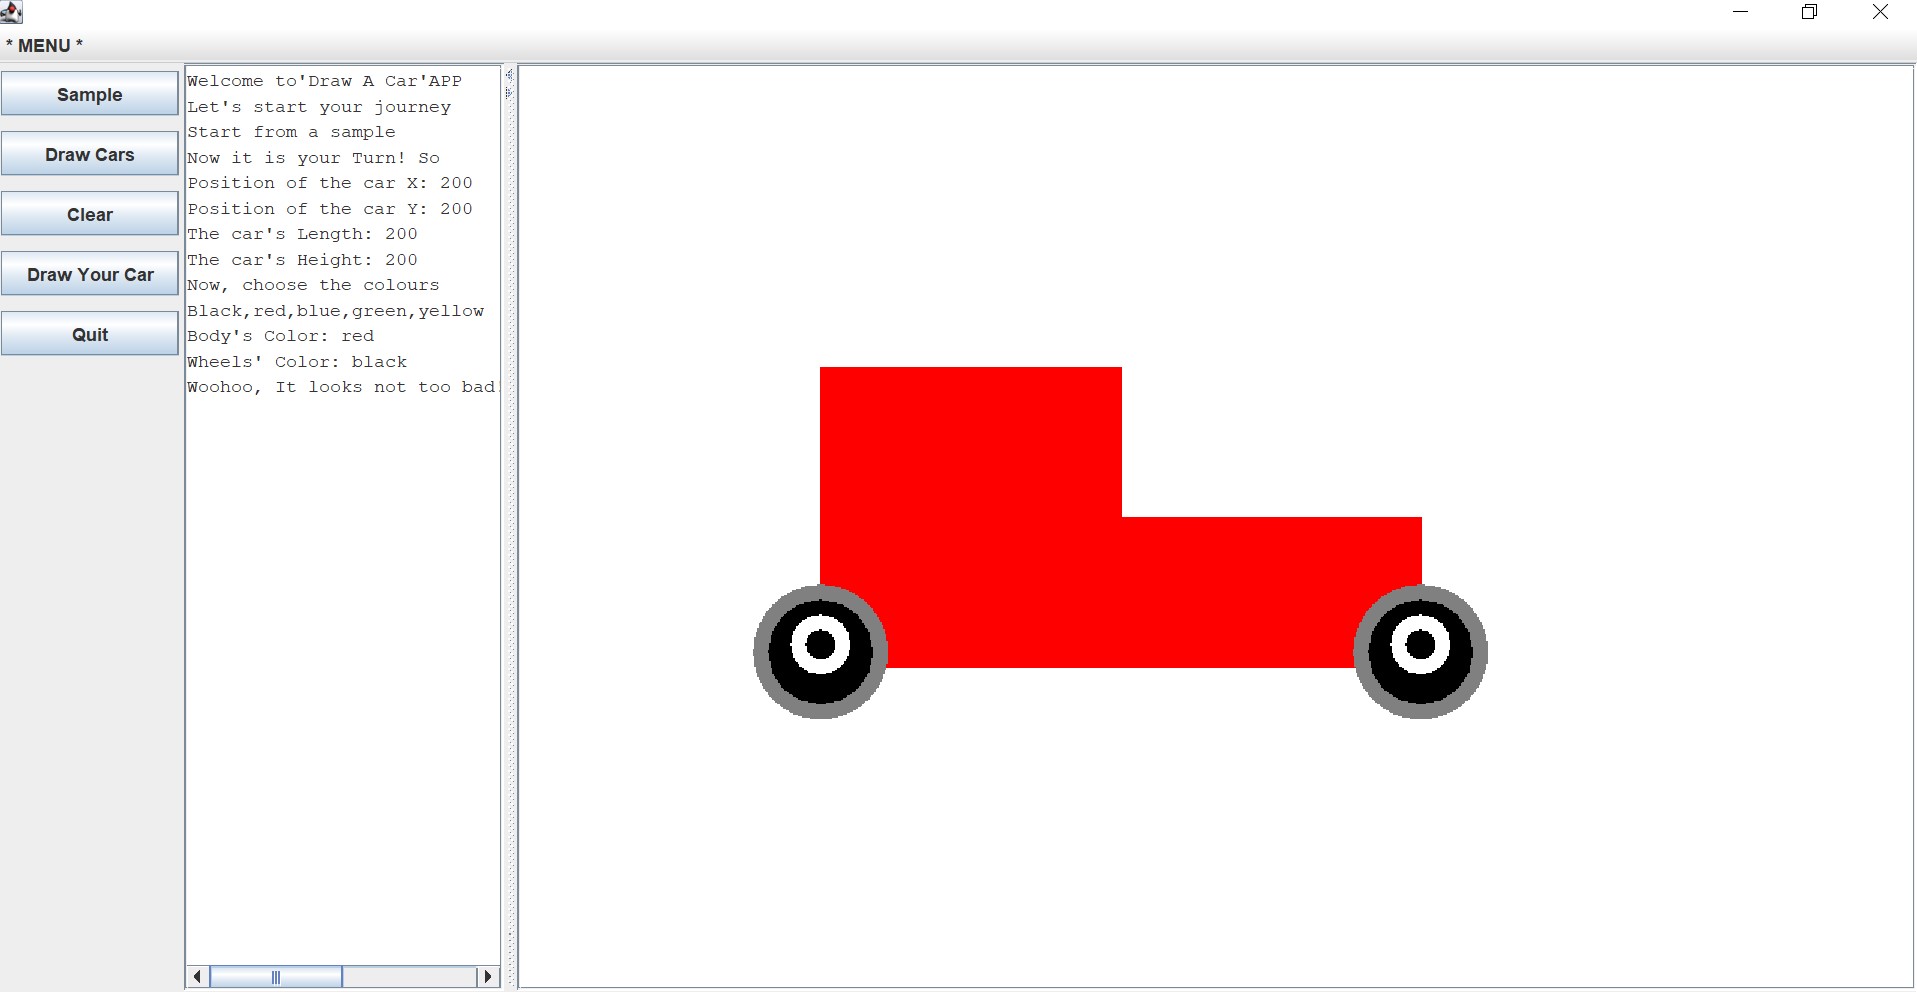 * MENU *
Sample
Draw Cars
Clear
Draw Your Car
Quit
Welcome to'Draw A Car'APP
Let's start your journey
Start from a sample
Now it is your Turn! So
Position of the car X: 200
Position of the car Y: 200
The car's Length: 200
The car's Height: 200
Now, choose the colours
Black,red,blue,green,yellow
Body's Color: red
Wheels' Color: black
Woohoo, It looks not too bad!